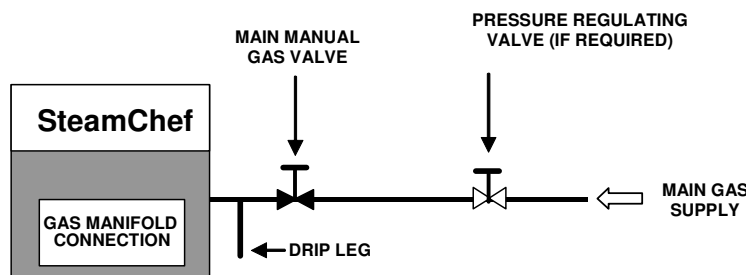 MAIN MANUAL
GAS VALVE
PRESSURE REGULATING
VALVE (IF REQUIRED)
SteamChef
GAS MANIFOLD
CONNECTION
DRIP LEG
MAIN GAS
SUPPLY